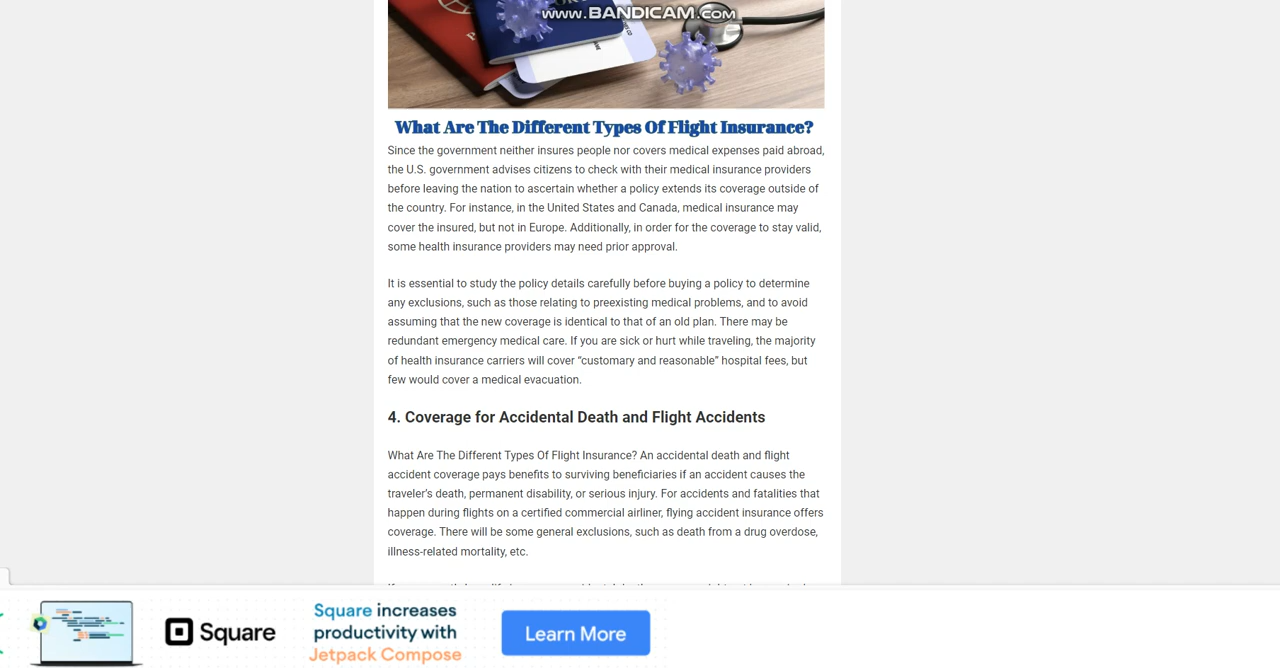 www.BANDICAM.com
What Are The Different Types Of Flight Insurance?
Since the government neither insures people nor covers medical expenses paid abroad,
the U.S. government advises citizens to check with their medical insurance providers
before leaving the nation to ascertain whether a policy extends its coverage outside of
the country. For instance, in the United States and Canada, medical insurance may
cover the insured, but not in Europe. Additionally, in order for the coverage to stay valid,
some health insurance providers may need prior approval.
It is essential to study the policy details carefully before buying a policy to determine
any exclusions, such as those relating to preexisting medical problems, and to avoid
assuming that the new coverage is identical to that of an old plan. There may be
redundant emergency medical care. If you are sick or hurt while traveling, the majority
of health insurance carriers will cover “customary and reasonable” hospital fees, but
few would cover a medical evacuation.
4. Coverage for Accidental Death and Flight Accidents
What Are The Different Types Of Flight Insurance? An accidental death and flight
accident coverage pays benefits to surviving beneficiaries if an accident causes the
traveler’s death, permanent disability, or serious injury. For accidents and fatalities that
happen during flights on a certified commercial airliner, flying accident insurance offers
coverage. There will be some general exclusions, such as death from a drug overdose,
illness-related mortality, etc.
Square
Square increases
productivity with
Jetpack Compose
Learn More